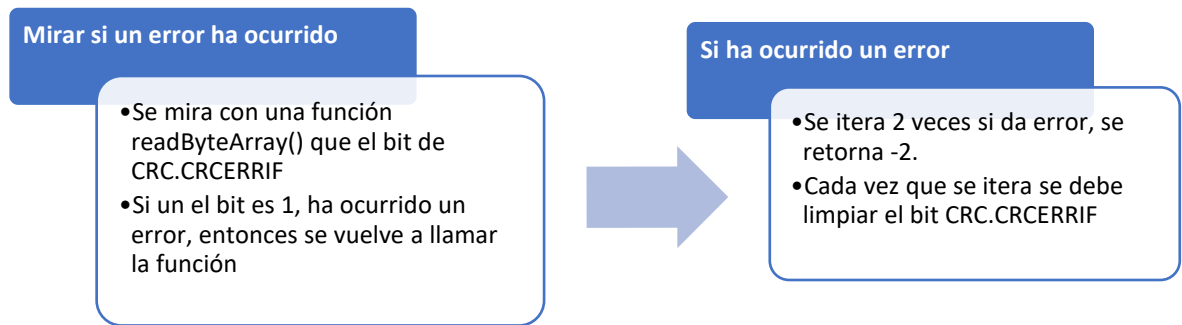 Mirar si un error ha ocurrido
•Se mira con una función
readByteArray() que el bit de
CRC.CRCERRIF
•Si un el bit es 1, ha ocurrido un
error, entonces se vuelve a llamar
la función
Si ha ocurrido un error
•Se itera 2 veces si da error, se
retorna -2.
•Cada vez que se itera se debe
limpiar el bit CRC.CRCERRIF